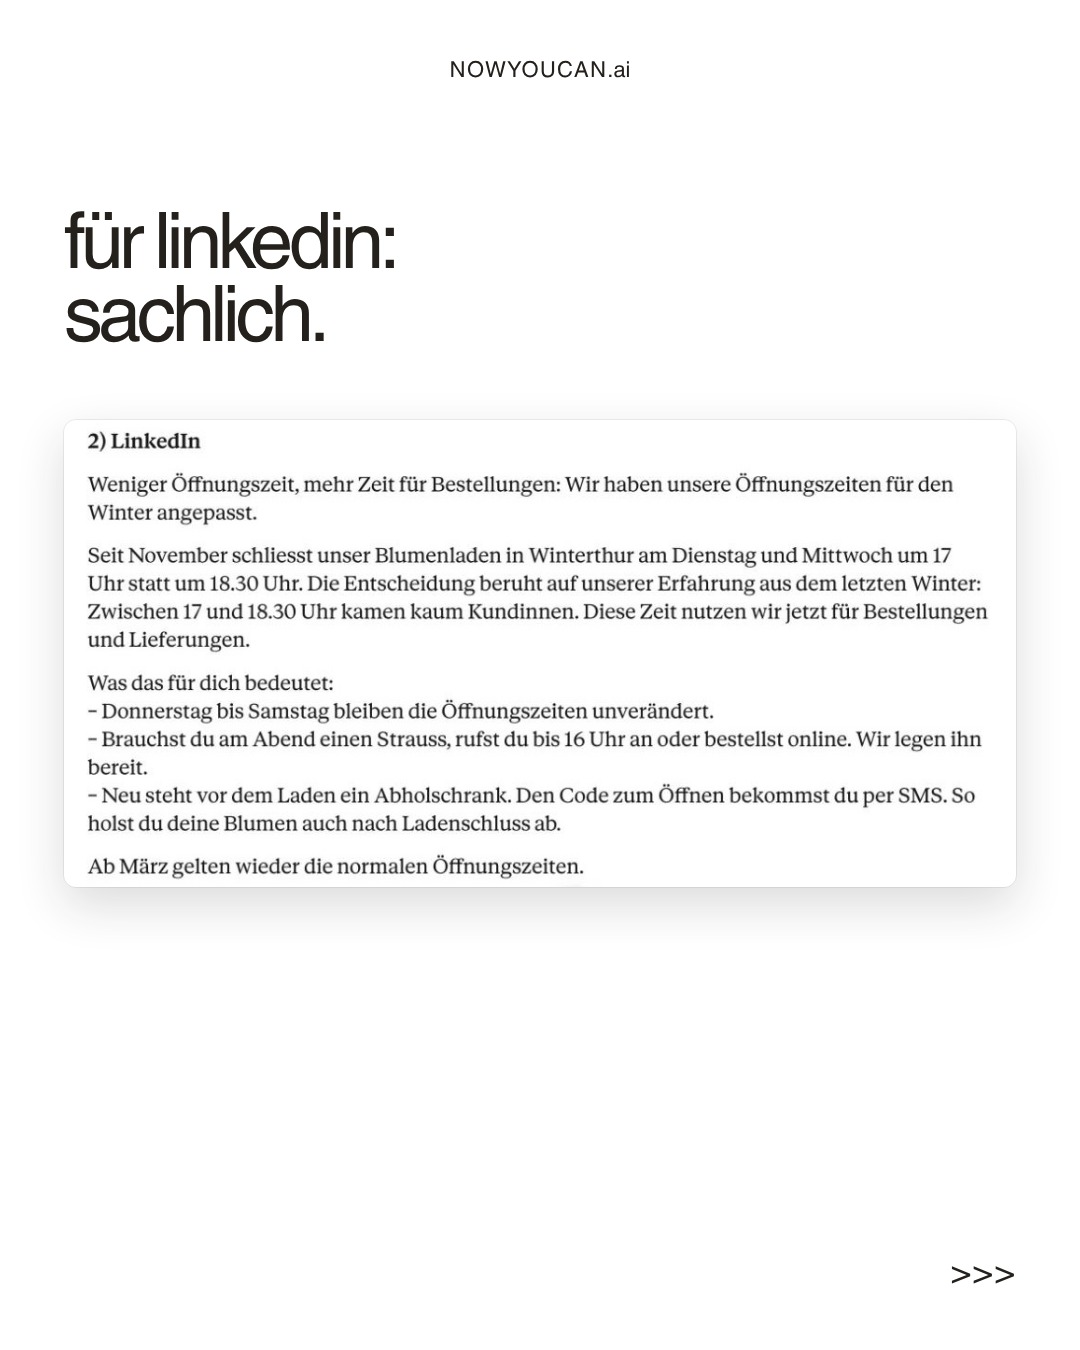 NOWYOUCAN.ai
für linkedin:
sachlich.
2) LinkedIn
Weniger Öffnungszeit, mehr Zeit für Bestellungen: Wir haben unsere Öffnungszeiten für den
Winter angepasst.
Seit November schliesst unser Blumenladen in Winterthur am Dienstag und Mittwoch um 17
Uhr statt um 18.30 Uhr. Die Entscheidung beruht auf unserer Erfahrung aus dem letzten Winter:
Zwischen 17 und 18.30 Uhr kamen kaum Kundinnen. Diese Zeit nutzen wir jetzt für Bestellungen
und Lieferungen.
Was das für dich bedeutet:
– Donnerstag bis Samstag bleiben die Öffnungszeiten unverändert.
– Brauchst du am Abend einen Strauss, rufst du bis 16 Uhr an oder bestellst online. Wir legen ihn
bereit.
– Neu steht vor dem Laden ein Abholschrank. Den Code zum Öffnen bekommst du per SMS. So
holst du deine Blumen auch nach Ladenschluss ab.
Ab März gelten wieder die normalen Öffnungszeiten.
>>>